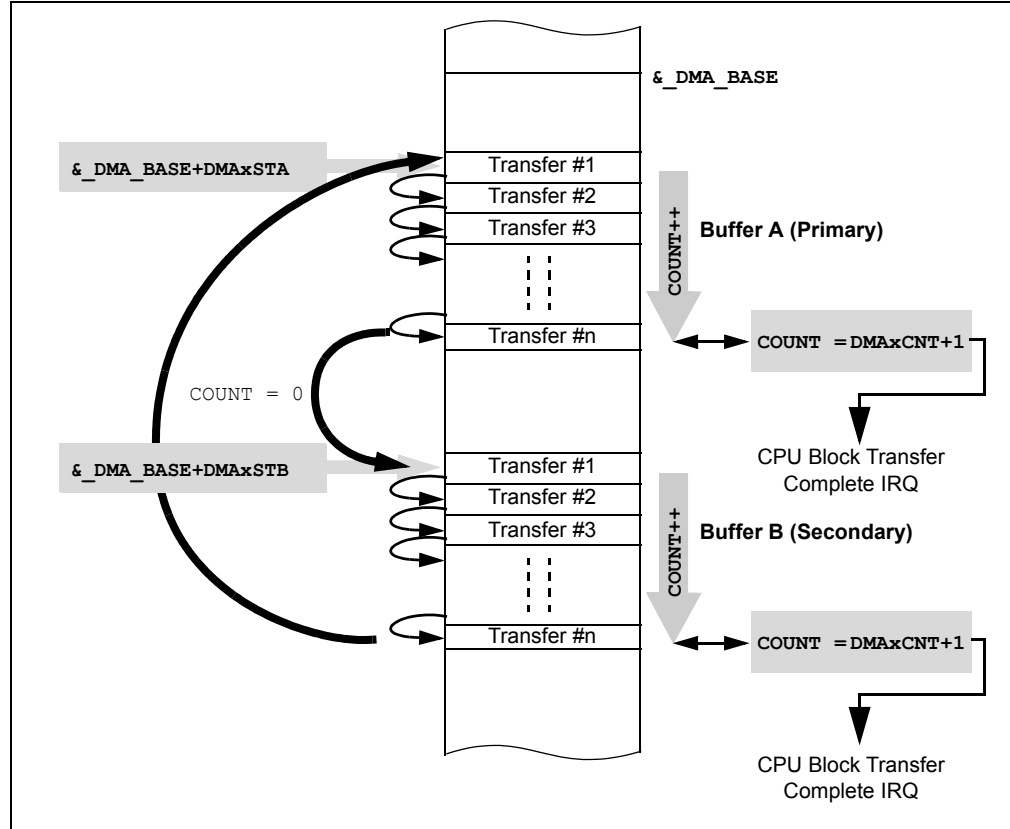 &_DMA_BASE
&_DMA_BASE+DMAxSTA
Transfer #1
Transfer #2
Transfer #3
COUNT++
Buffer A (Primary)
Transfer #n
COUNT = DMAxCNT+1
COUNT = 0
CPU Block Transfer
Complete IRQ
&_DMA_BASE+DMAxSTB
Transfer #1
Transfer #2
Transfer #3
COUNT++
Buffer B (Secondary)
Transfer #n
COUNT = DMAxCNT+1
CPU Block Transfer
Complete IRQ